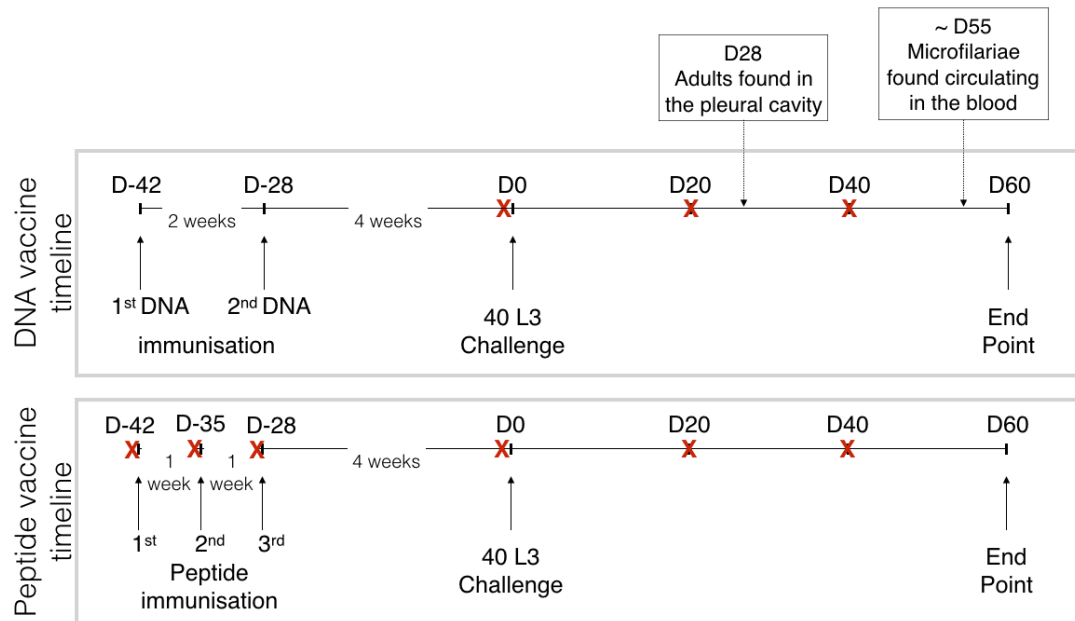 D28
Adults found in
the pleural cavity
~ D55
Microfilariae
found circulating
in the blood
DNA vaccine
timeline
D-42
D-28
D0
D20
D40
D60
2 weeks
4 weeks
X
X
X
1st DNA
2nd DNA
immunisation
40 L3
Challenge
End
Point
Peptide vaccine
timeline
D-42
D-35
D-28
D0
D20
D40
D60
X
X
X
X
X
X
1
week
1
week
4 weeks
1st
2nd
3rd
Peptide
immunisation
40 L3
Challenge
End
Point